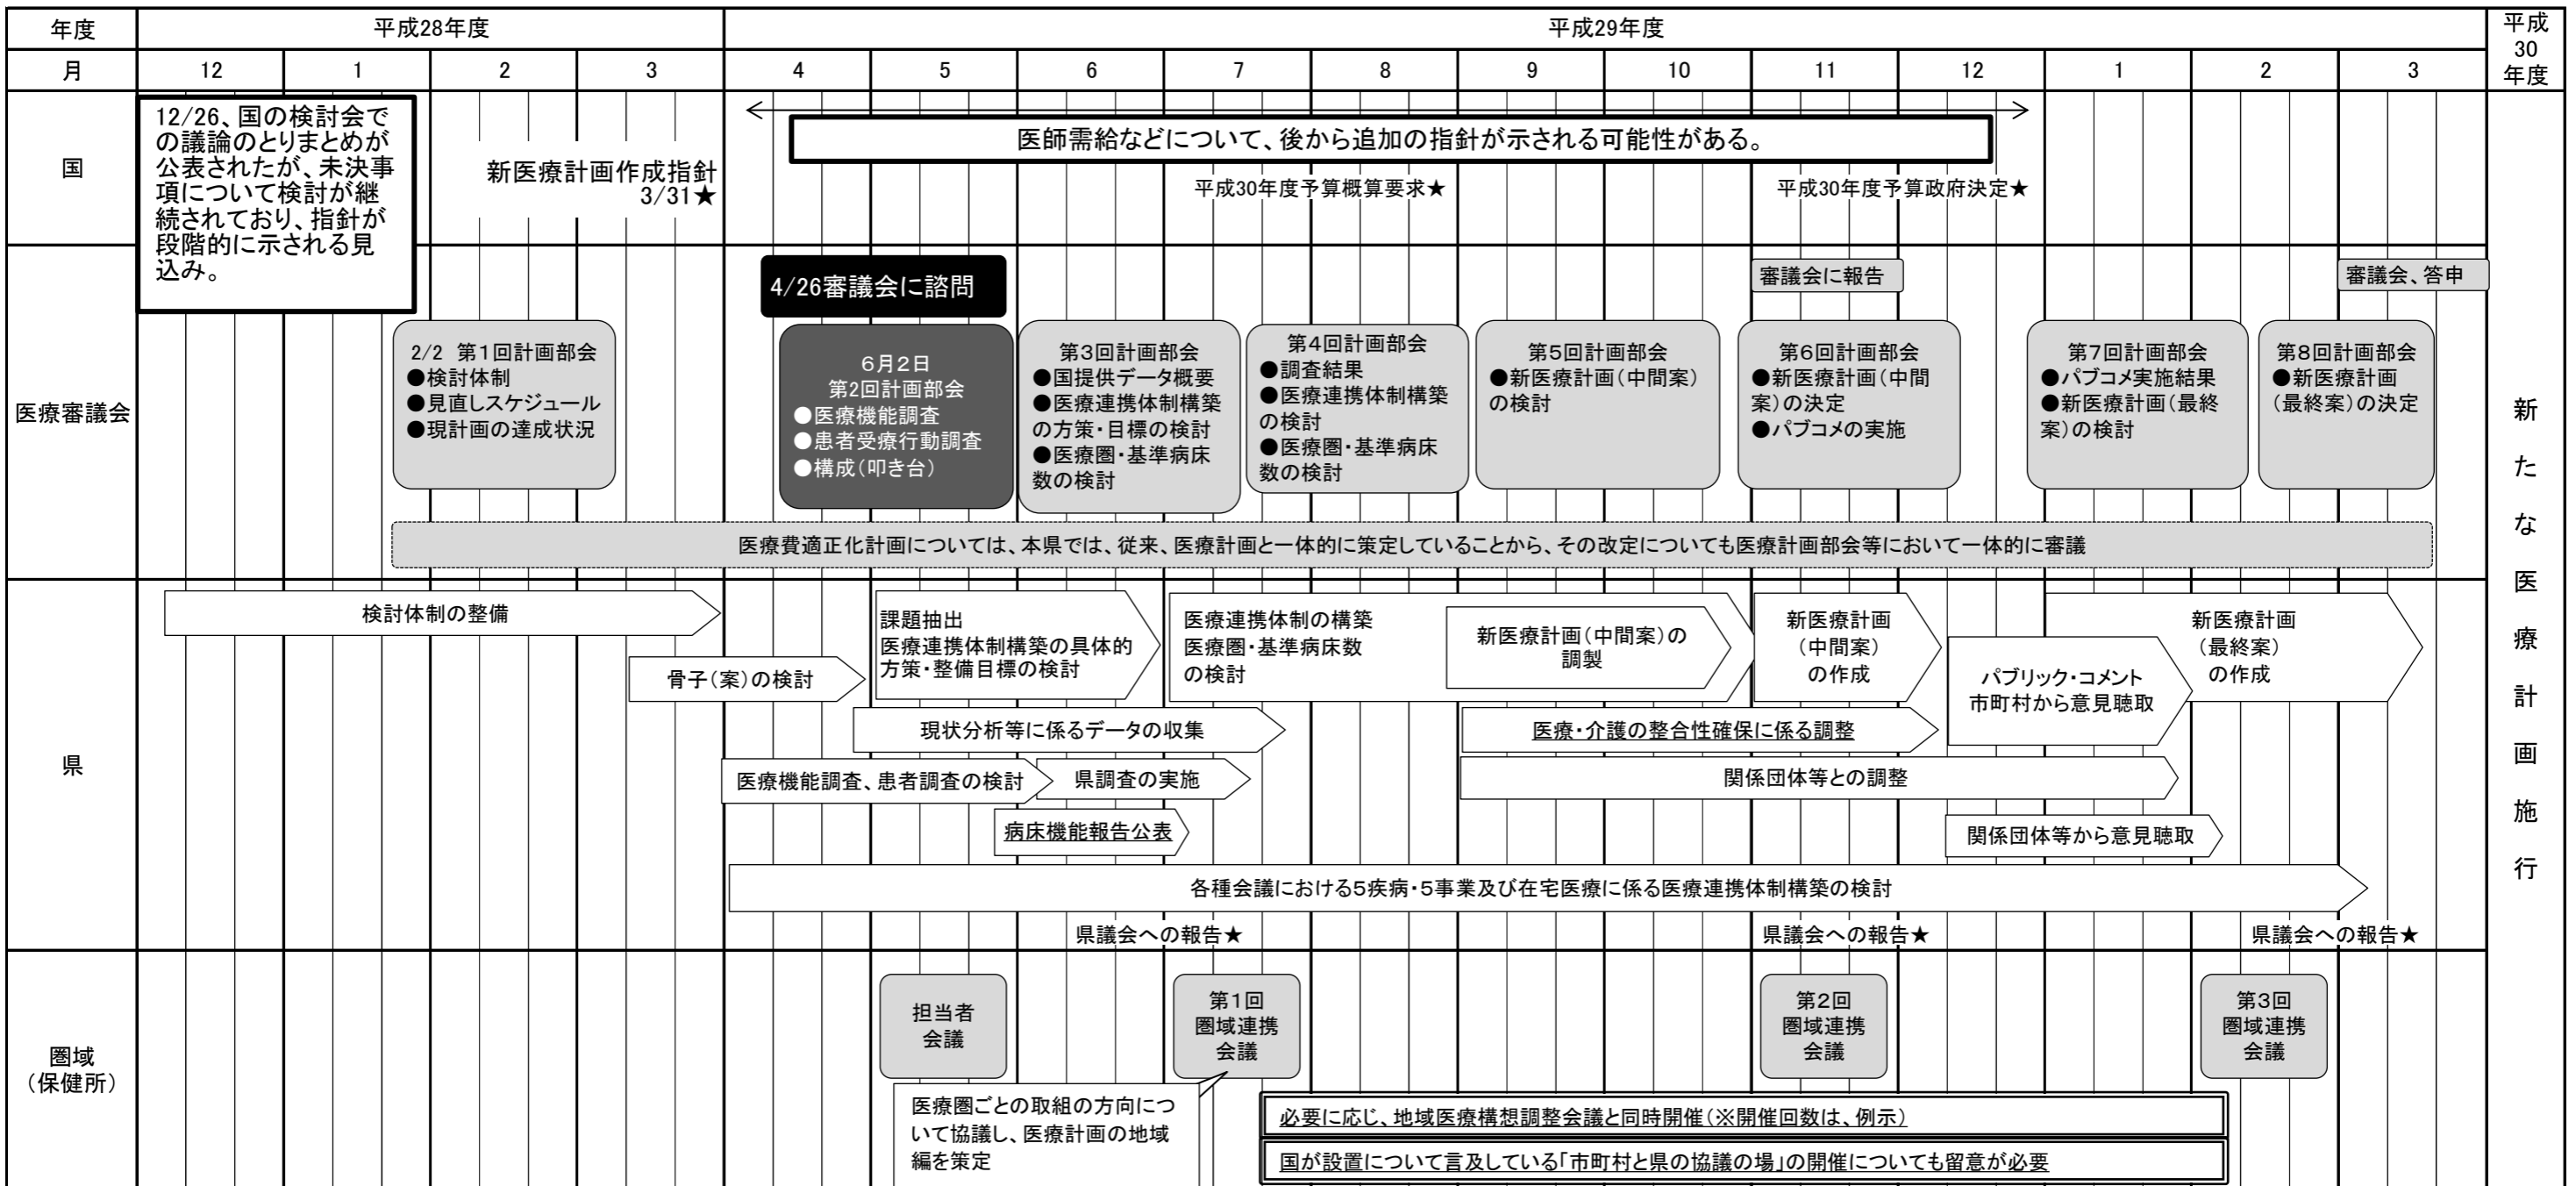 年度
平成28年度
平成29年度
平成
30
年度
月
12
1
2
3
4
5
6
7
8
9
10
11
12
1
2
3
国
12/26、国の検討会で
の議論のとりまとめが
公表されたが、未決事
項について検討が継
続されており、指針が
段階的に示される見
込み。
新医療計画作成指針
3/31★
医師需給などについて、後から追加の指針が示される可能性がある。
平成30年度予算概算要求★
平成30年度予算政府決定★
医療審議会
4/26審議会に諮問
審議会に報告
審議会、答申
2/2 第1回計画部会
●検討体制
●見直しスケジュール
●現計画の達成状況
6月2日
第2回計画部会
●医療機能調査
●患者受療行動調査
●構成(叩き台)
第3回計画部会
●国提供データ概要
●医療連携体制構築
の方策・目標の検討
●医療圏・基準病床
数の検討
第4回計画部会
●調査結果
●医療連携体制構築
の検討
●医療圏・基準病床
数の検討
第5回計画部会
●新医療計画(中間案)
の検討
第6回計画部会
●新医療計画(中間
案)の決定
●パブコメの実施
第7回計画部会
●パブコメ実施結果
●新医療計画(最終
案)の検討
第8回計画部会
●新医療計画
(最終案)の決定
医療費適正化計画については、本県では、従来、医療計画と一体的に策定していることから、その改定についても医療計画部会等において一体的に審議
県
検討体制の整備
骨子(案)の検討
課題抽出
医療連携体制構築の具体的
方策・整備目標の検討
医療連携体制の構築
医療圏・基準病床数
の検討
新医療計画(中間案)の
調製
新医療計画
(中間案)
の作成
パブリック・コメント
市町村から意見聴取
新医療計画
(最終案)
の作成
現状分析等に係るデータの収集
医療・介護の整合性確保に係る調整
医療機能調査、患者調査の検討
県調査の実施
関係団体等との調整
病床機能報告公表
関係団体等から意見聴取
各種会議における5疾病・5事業及び在宅医療に係る医療連携体制構築の検討
県議会への報告★
県議会への報告★
県議会への報告★
圏域
(保健所)
担当者
会議
第1回
圏域連携
会議
第2回
圏域連携
会議
第3回
圏域連携
会議
医療圏ごとの取組の方向につ
いて協議し、医療計画の地域
編を策定
必要に応じ、地域医療構想調整会議と同時開催(※開催回数は、例示)
国が設置について言及している「市町村と県の協議の場」の開催についても留意が必要
新たな医療計画施行